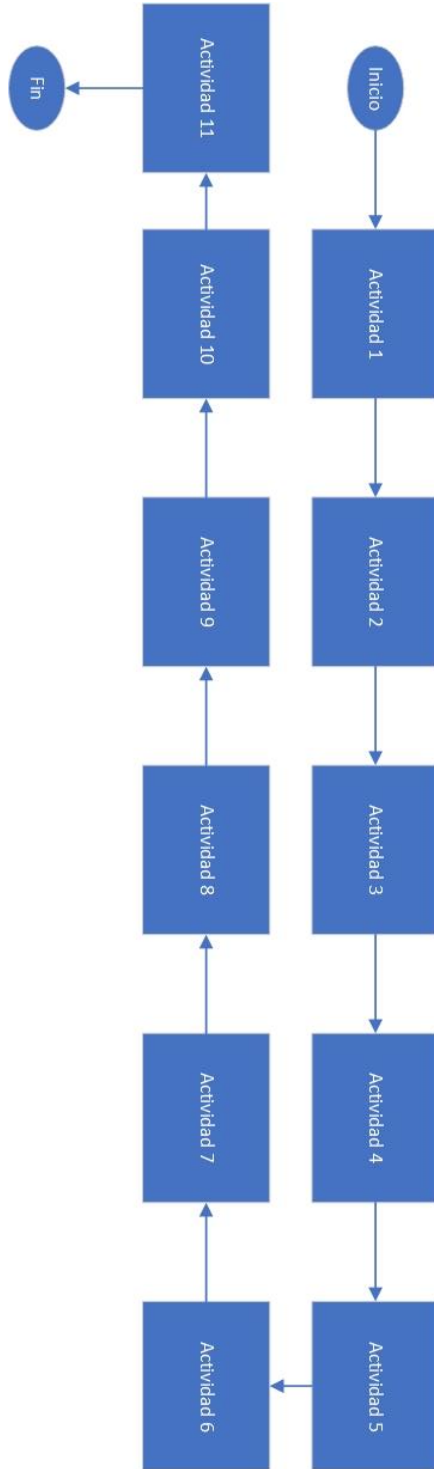 Inicio
Actividad 1
Actividad 2
Actividad 3
Actividad 4
Actividad 5
Actividad 6
Actividad 7
Actividad 8
Actividad 9
Actividad 10
Actividad 11
Fin